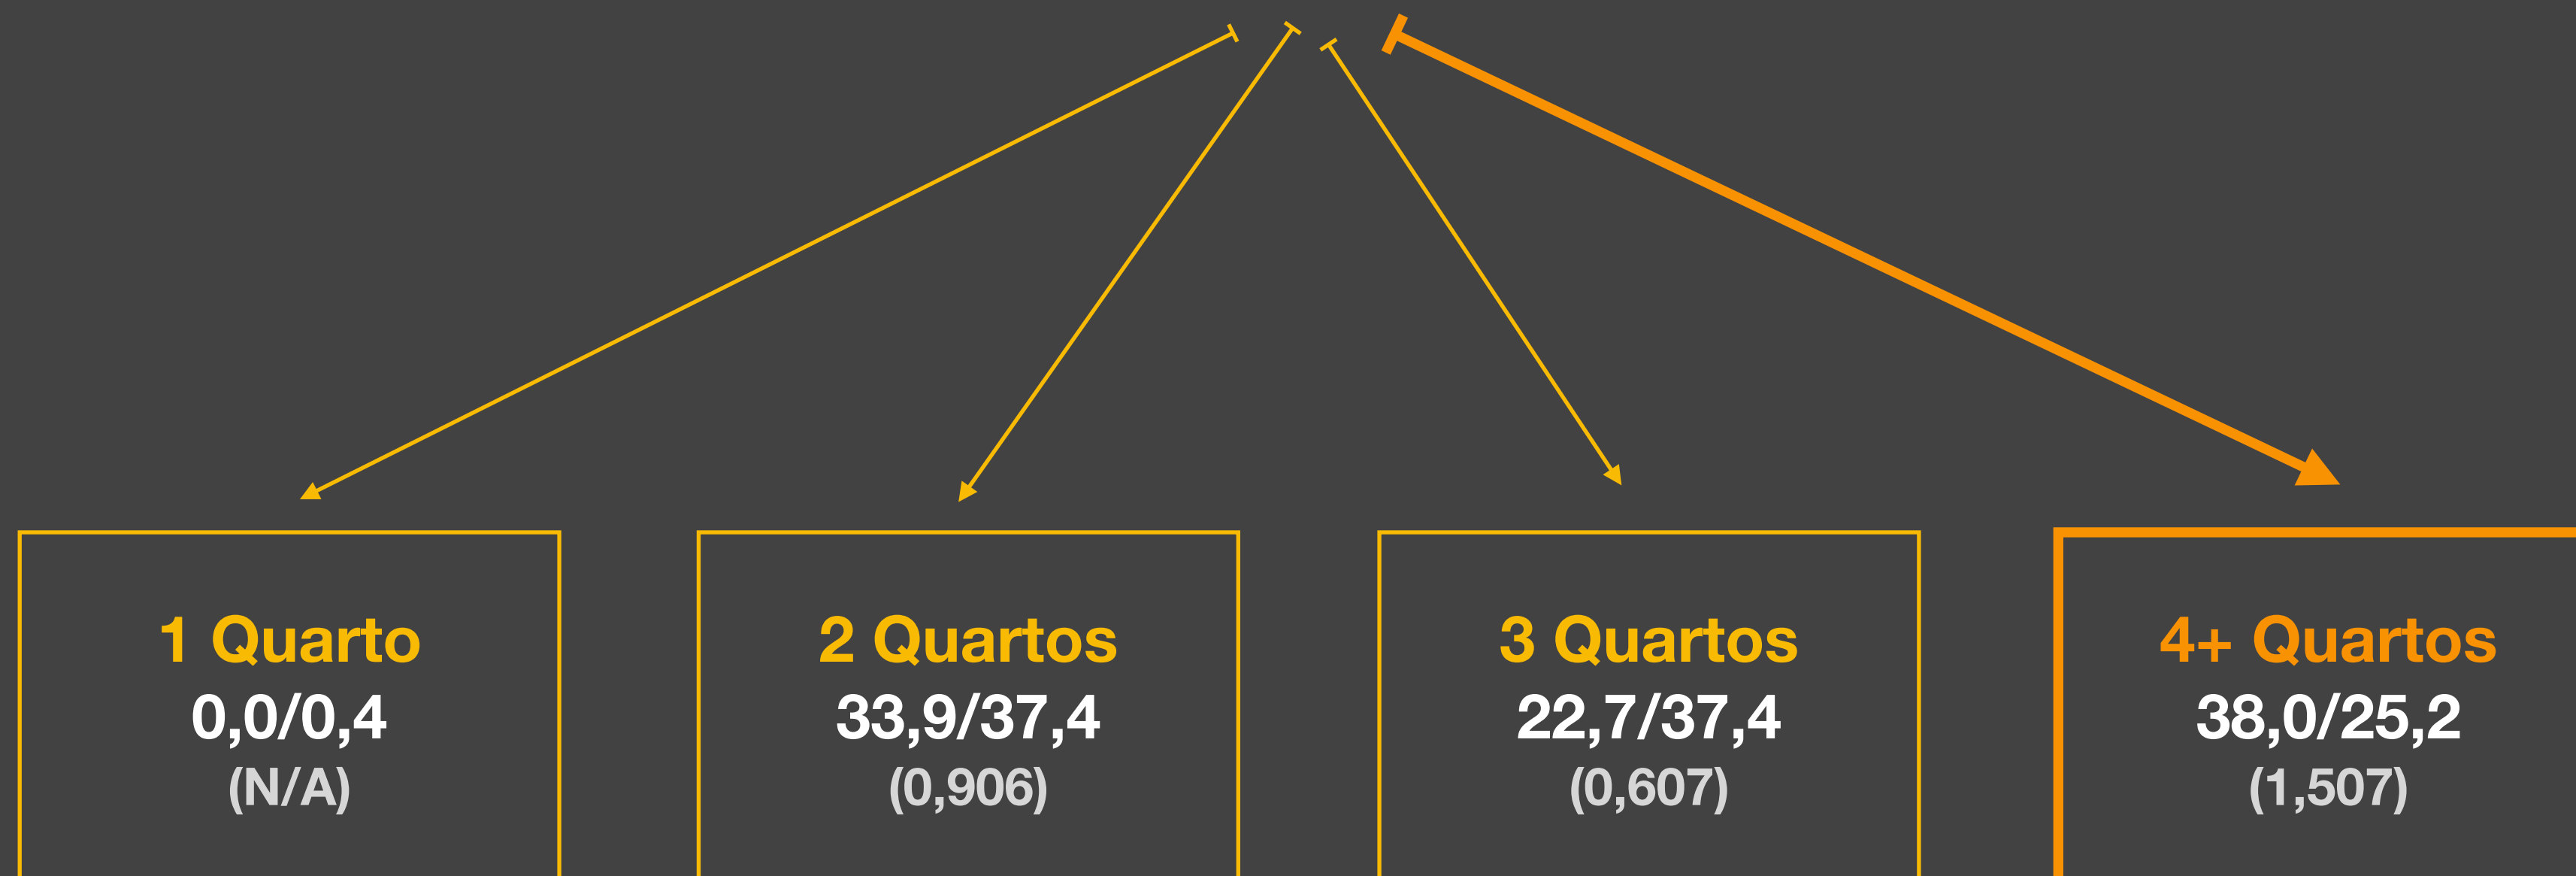 1 Quarto
0,0/0,4
(N/A)
2 Quartos
33,9/37,4
(0,906)
3 Quartos
22,7/37,4
(0,607)
4+ Quartos
38,0/25,2
(1,507)